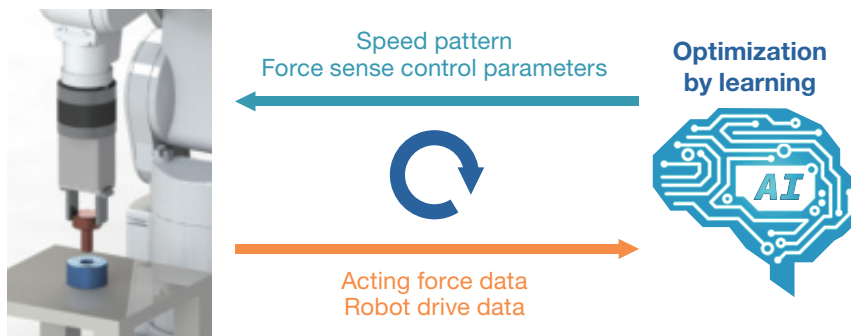 Speed pattern
Force sense control parameters
Optimization
by learning
AI
Acting force data
Robot drive data